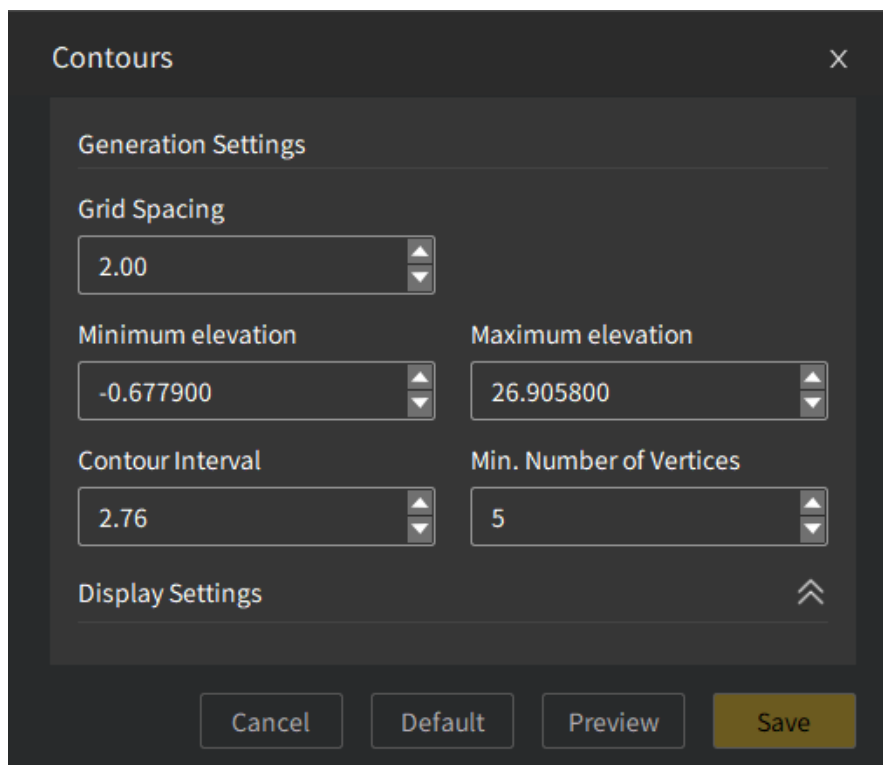 Contours
Generation Settings
Grid Spacing
2.00
Minimum elevation
Maximum elevation
-0.677900
26.905800
Contour Interval
Min. Number of Vertices
2.76
5
Display Settings
Cancel
Default
Preview
Save